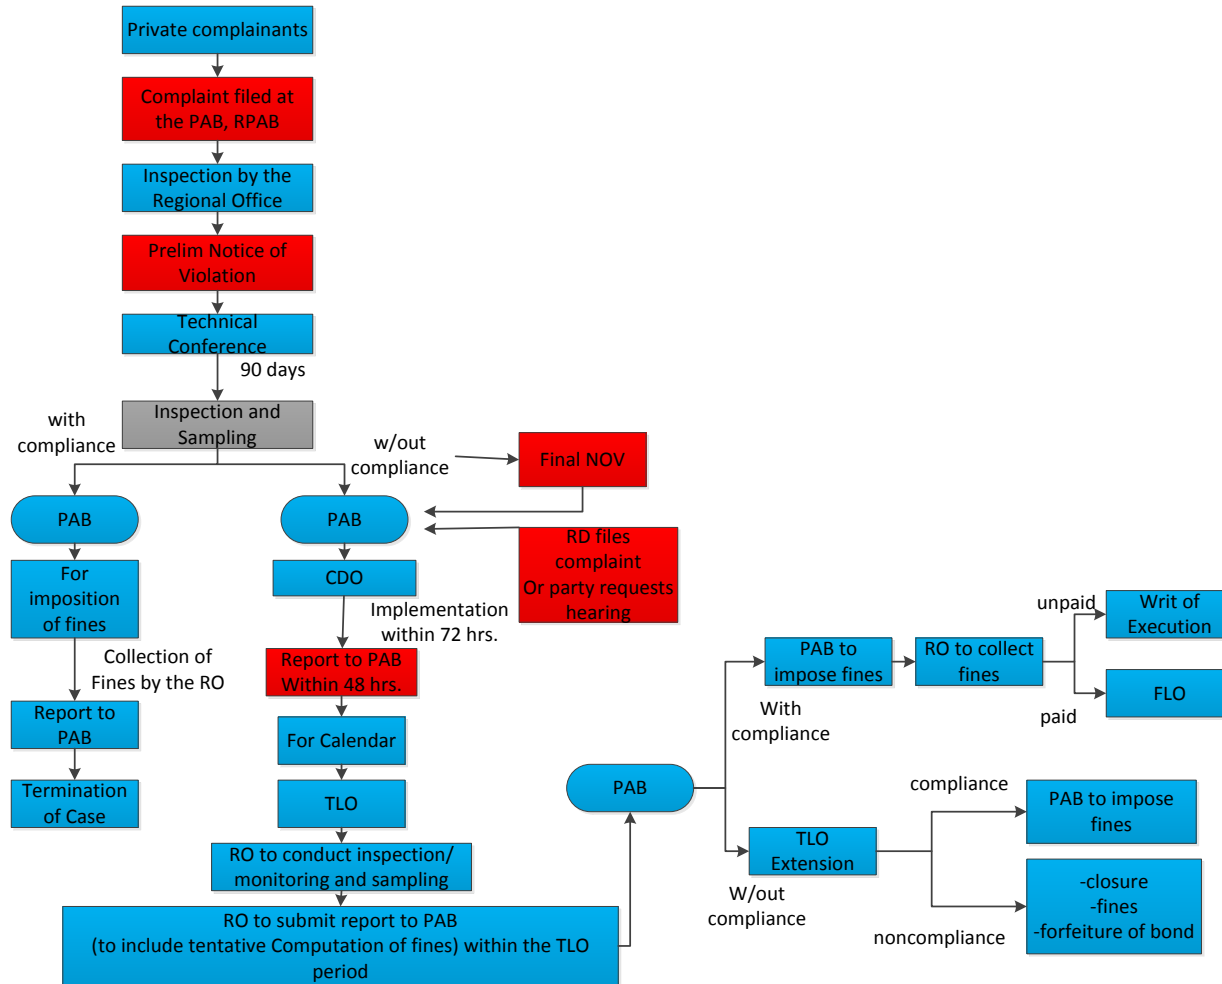 Private complainants
Complaint filed at
the PAB, RPAB
Inspection by the
Regional Office
Prelim Notice of
Violation
Technical
Conference
90 days
Inspection and
Sampling
with
compliance
w/out
compliance
Final NOV
PAB
PAB
RD files
complaint
Or party requests
hearing
For
imposition
of fines
CDO
Implementation
within 72 hrs.
Collection of
Fines by the RO
Report to PAB
Within 48 hrs.
Report to
PAB
For Calendar
Termination
of Case
TLO
RO to conduct inspection/
monitoring and sampling
RO to submit report to PAB
(to include tentative Computation of fines) within the TLO
period
PAB
With
compliance
PAB to
impose fines
RO to collect
fines
unpaid
Writ of
Execution
paid
FLO
W/out
compliance
TLO
Extension
compliance
PAB to impose
fines
noncompliance
-closure
-fines
-forfeiture of bond